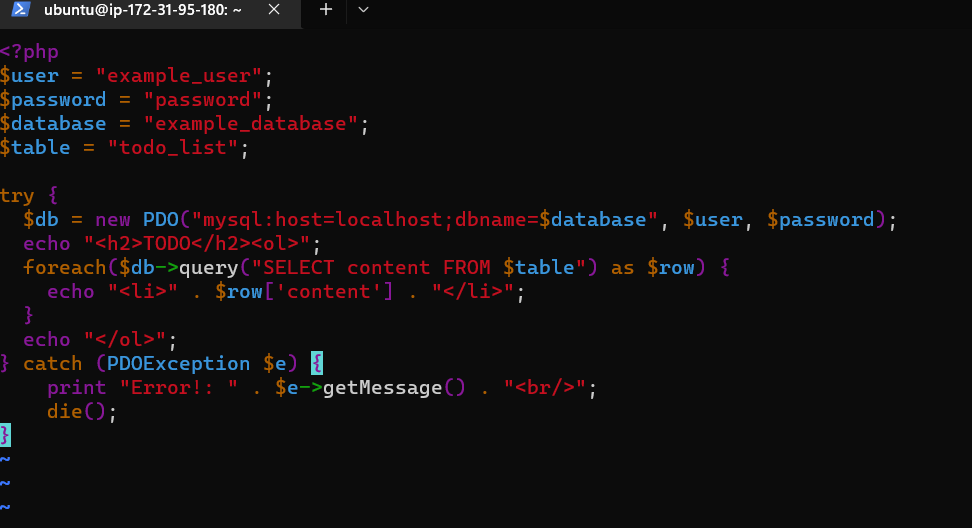 ubuntu@ip-172-31-95-180: ~ × + ∨
<?php
$user = "example_user";
$password = "password";
$database = "example_database";
$table = "todo_list";

try {
  $db = new PDO("mysql:host=localhost;dbname=$database", $user, $password);
  echo "<h2>TODO</h2><ol>";
  foreach($db->query("SELECT content FROM $table") as $row) {
    echo "<li>" . $row['content'] . "</li>";
  }
  echo "</ol>";
} catch (PDOException $e) {
    print "Error!: " . $e->getMessage() . "<br/>";
    die();
}
~
~
~